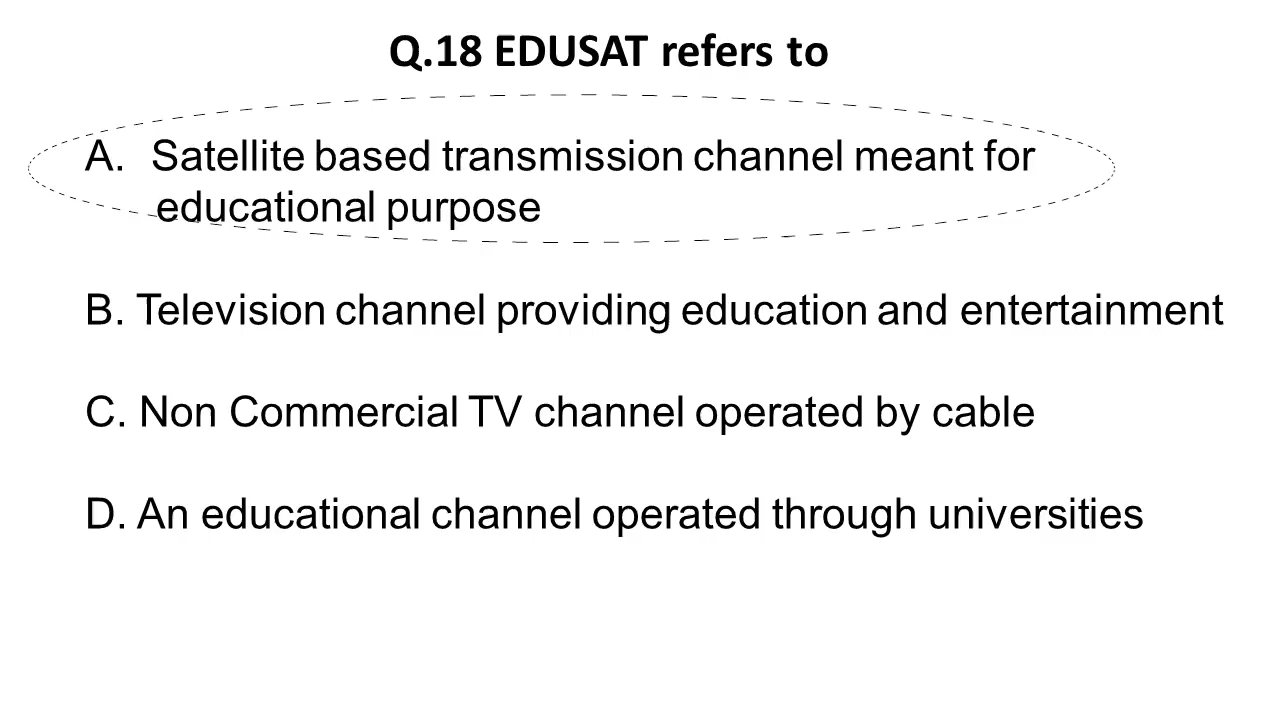 Q.18 EDUSAT refers to
A. Satellite based transmission channel meant for
educational purpose
B. Television channel providing education and entertainment
C. Non Commercial TV channel operated by cable
D. An educational channel operated through universities